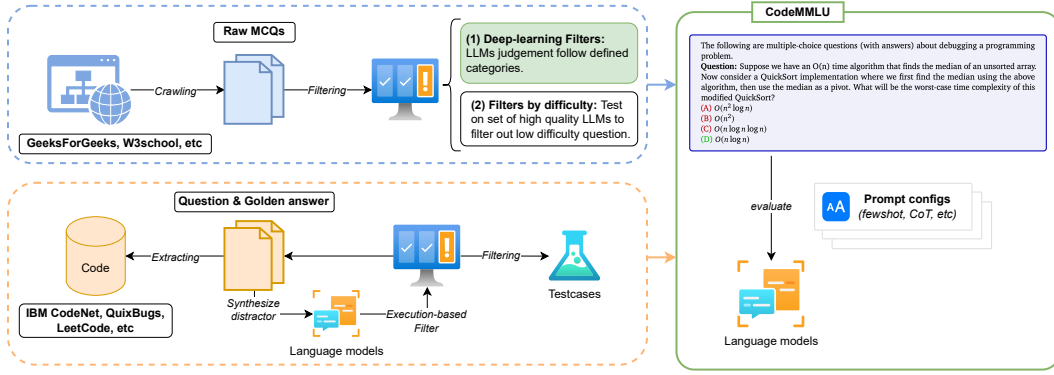 Raw MCQs
Crawling
Filtering
GeeksForGeeks, W3school, etc
(1) Deep-learning Filters:
LLMs judgement follow defined
categories.
(2) Filters by difficulty: Test
on set of high quality LLMs to
filter out low difficulty question.
Question & Golden answer
Code
Extracting
IBM CodeNet, QuixBugs,
LeetCode, etc
Synthesize
distractor
Language models
Execution-based
Filter
Filtering
Testcases
CodeMMLU
The following are multiple-choice questions (with answers) about debugging a programming
problem.
Question: Suppose we have an O(n) time algorithm that finds the median of an unsorted array.
Now consider a QuickSort implementation where we first find the median using the above
algorithm, then use the median as a pivot. What will be the worst-case time complexity of this
modified QuickSort?
(A) O(n² log n)
(B) O(n²)
(C) O(n log n log n)
(D) O(n log n)
evaluate
AA
Prompt configs
(fewshot, CoT, etc)
Language models